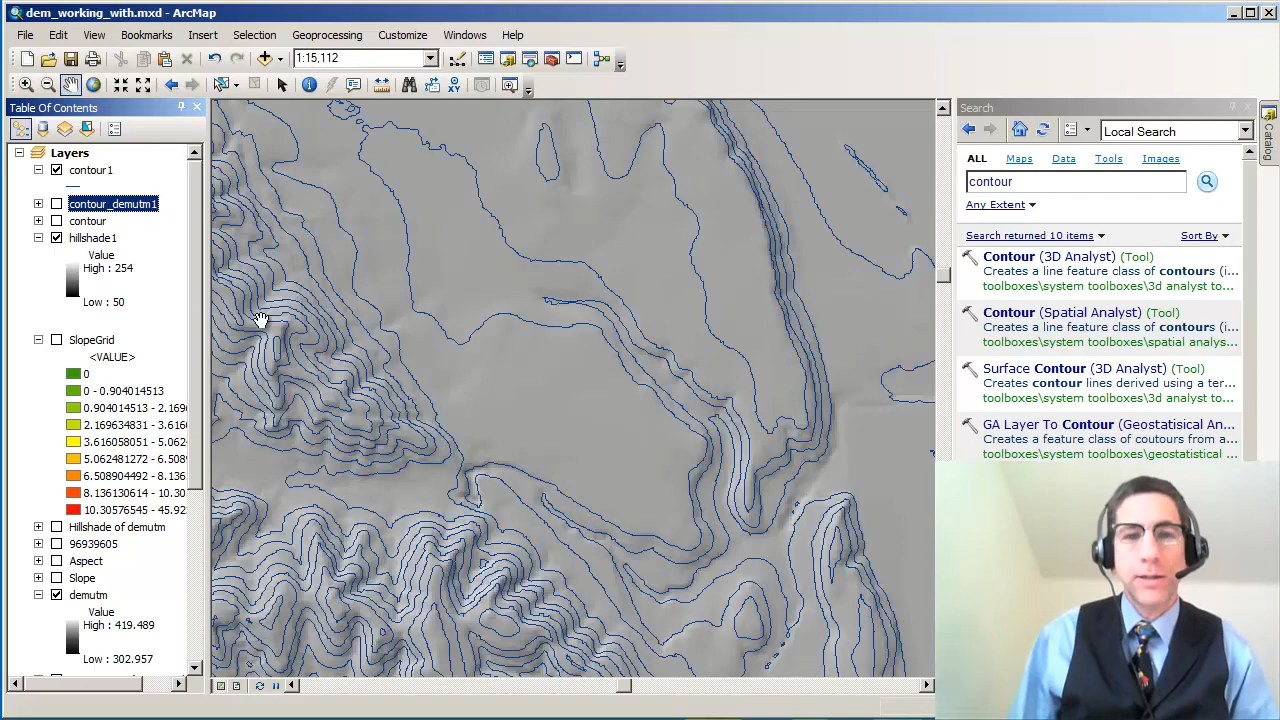 dem_working_with.mxd - ArcMap
File Edit View Bookmarks Insert Selection Geoprocessing Customize Windows Help
1:15,112
Table Of Contents
Layers
contour1
contour_demutm1
contour
hillshade1
Value
High : 254
Low : 50
SlopeGrid
<VALUE>
0
0 - 0.904014513
0.904014513 - 2.1696
2.169634831 - 3.616
3.616058051 - 5.062
5.062481272 - 6.508
6.508904492 - 8.136
8.136130614 - 10.30
10.30576545 - 45.92
Hillshade of demutm
96939605
Aspect
Slope
demutm
Value
High : 419.489
Low : 302.957
Search
Local Search
ALL Maps Data Tools Images
contour
Any Extent
Search returned 10 items Sort By
Contour (3D Analyst) (Tool)
Creates a line feature class of contours (i...
toolboxes\system toolboxes\3d analyst to...
Contour (Spatial Analyst) (Tool)
Creates a line feature class of contours (i...
toolboxes\system toolboxes\spatial analys...
Surface Contour (3D Analyst) (Tool)
Creates contour lines derived using a ter...
toolboxes\system toolboxes\3d analyst to...
GA Layer To Contour (Geostatisical An...
Creates a feature class of coutours from a...
toolboxes\system toolboxes\geostatistical ...
Catalog